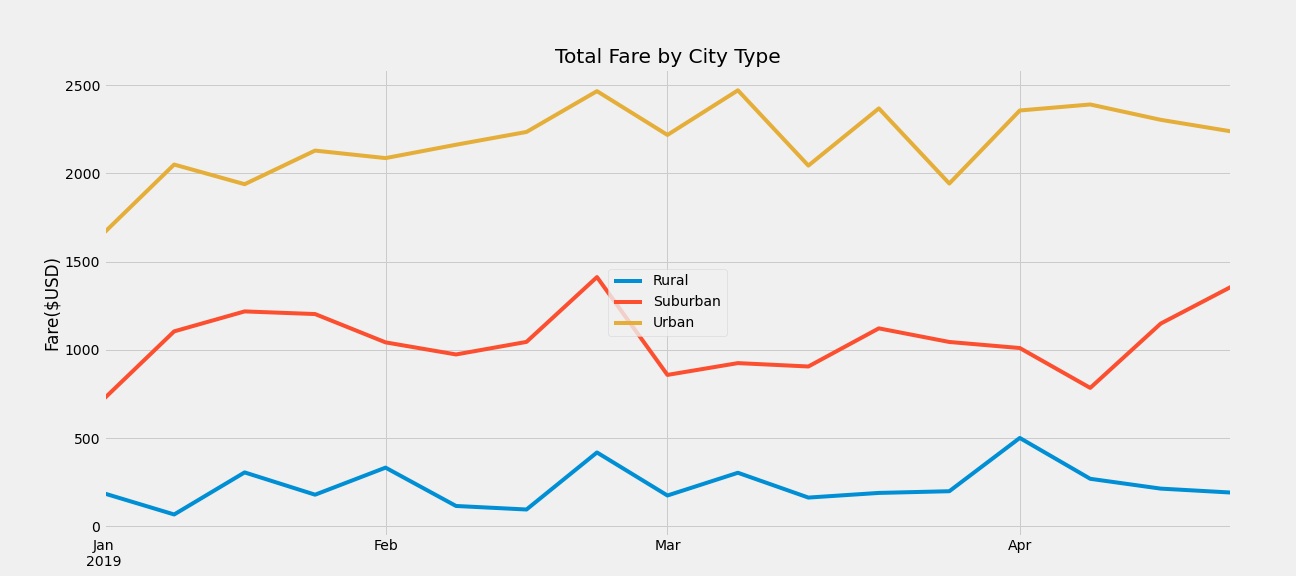 Total Fare by City Type
2500
2000
1500
1000
500
0
Fare($USD)
Rural
Suburban
Urban
Jan Feb Mar Apr
2019